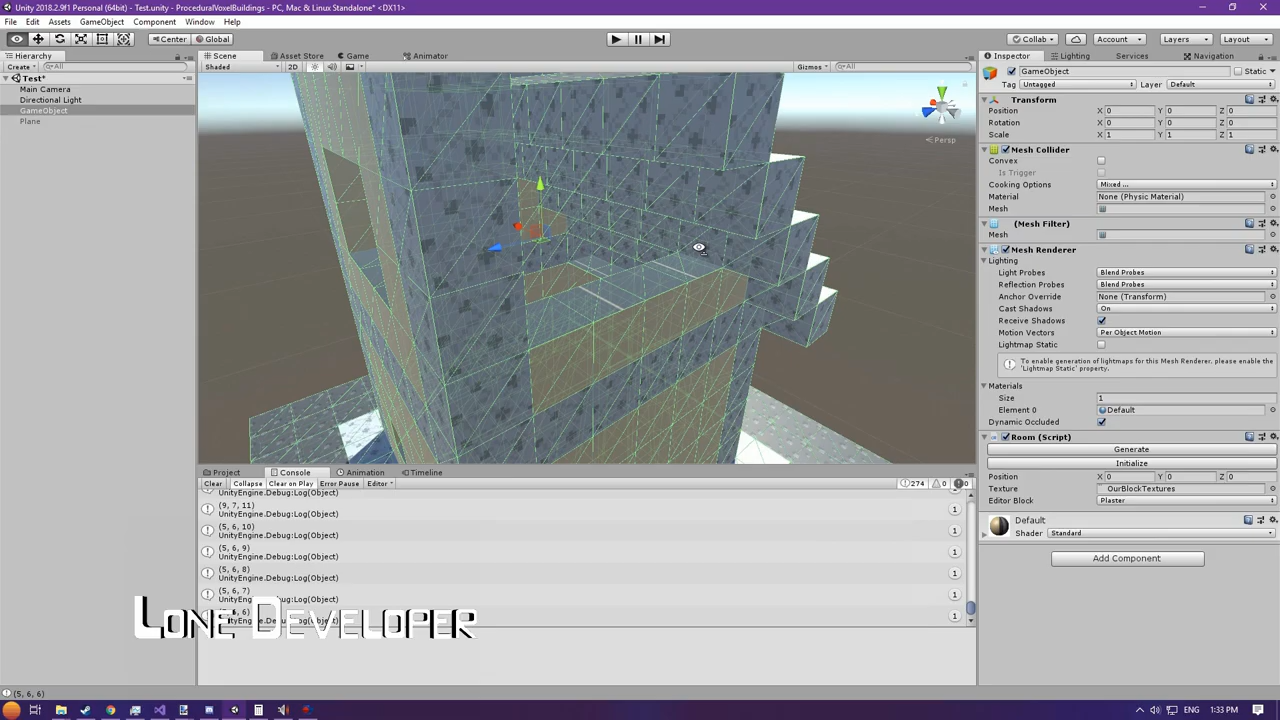 Unity 2018.2.9f1 Personal (64bit) - Test.unity - ProceduralVoxelBuildings - PC, Mac & Linux Standalone* <DX11>
File Edit Assets GameObject Component Window Help
Center Global Collab Account Layers Layout
Hierarchy
Create All
Test*
Main Camera
Directional Light
GameObject
Plane
Scene Asset Store Game Animator
Shaded 2D Gizmos All
Persp
Project Console Animation Timeline
Clear Collapse Clear on Play Error Pause Editor 274 0 0
UnityEngine.Debug:Log(Object)
(9, 7, 11)
UnityEngine.Debug:Log(Object) 1
(5, 6, 10)
UnityEngine.Debug:Log(Object) 1
(5, 6, 9)
UnityEngine.Debug:Log(Object) 1
(5, 6, 8)
UnityEngine.Debug:Log(Object) 1
(5, 6, 7)
UnityEngine.Debug:Log(Object) 1
Lone Developer
(5, 6, 6)
Inspector Lighting Services Navigation
GameObject Static
Tag Untagged Layer Default
Transform
Position X 0 Y 0 Z 0
Rotation X 0 Y 0 Z 0
Scale X 1 Y 1 Z 1
Mesh Collider
Convex
Is Trigger
Cooking Options Mixed ...
Material None (Physic Material)
Mesh
(Mesh Filter)
Mesh
Mesh Renderer
Lighting
Light Probes Blend Probes
Reflection Probes Blend Probes
Anchor Override None (Transform)
Cast Shadows On
Receive Shadows
Motion Vectors Per Object Motion
Lightmap Static
To enable generation of lightmaps for this Mesh Renderer, please enable the
'Lightmap Static' property.
Materials
Size 1
Element 0 Default
Dynamic Occluded
Room (Script)
Generate
Initialize
Position X 0 Y 0 Z 0
Texture OurBlockTextures
Editor Block Plaster
Default
Shader Standard
Add Component
ENG 1:33 PM